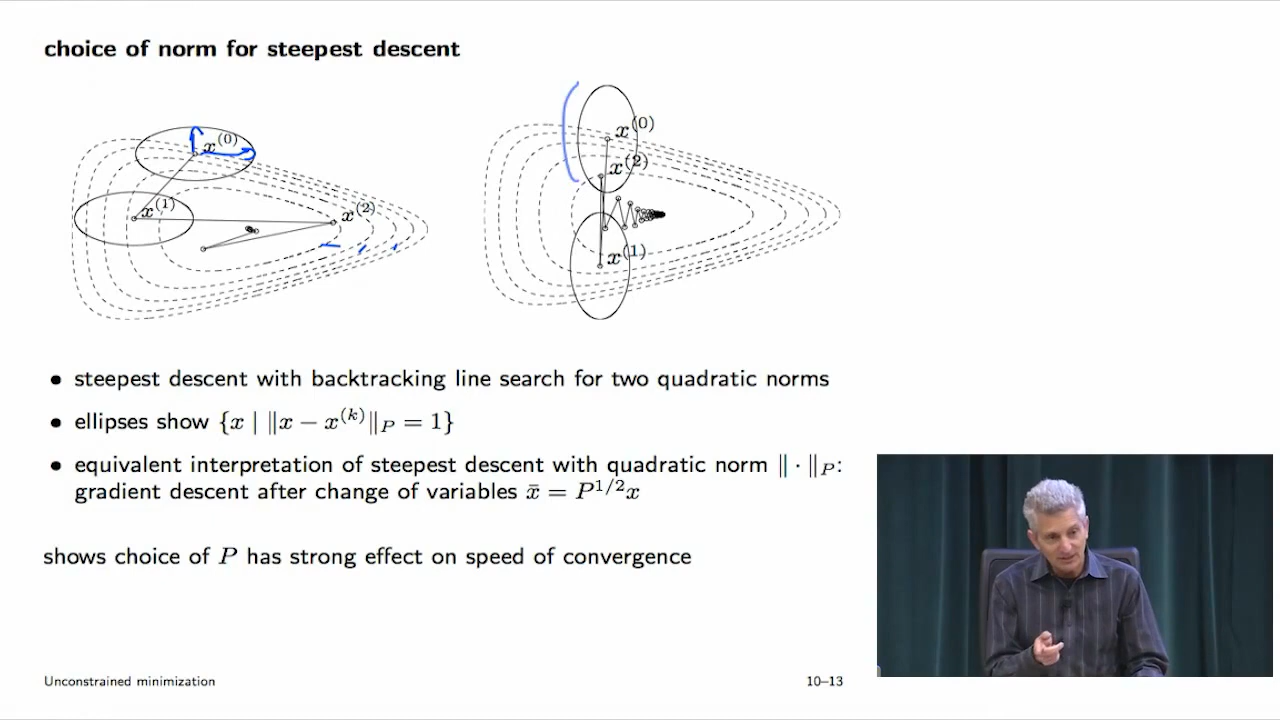 choice of norm for steepest descent
x^{(0)}
x^{(1)}
x^{(2)}
x^{(0)}
x^{(2)}
x^{(1)}
• steepest descent with backtracking line search for two quadratic norms
• ellipses show {x | ∥x − x^{(k)}∥_P = 1}
• equivalent interpretation of steepest descent with quadratic norm ∥ · ∥_P:
gradient descent after change of variables x̄ = P^{1/2}x
shows choice of P has strong effect on speed of convergence
Unconstrained minimization
10–13